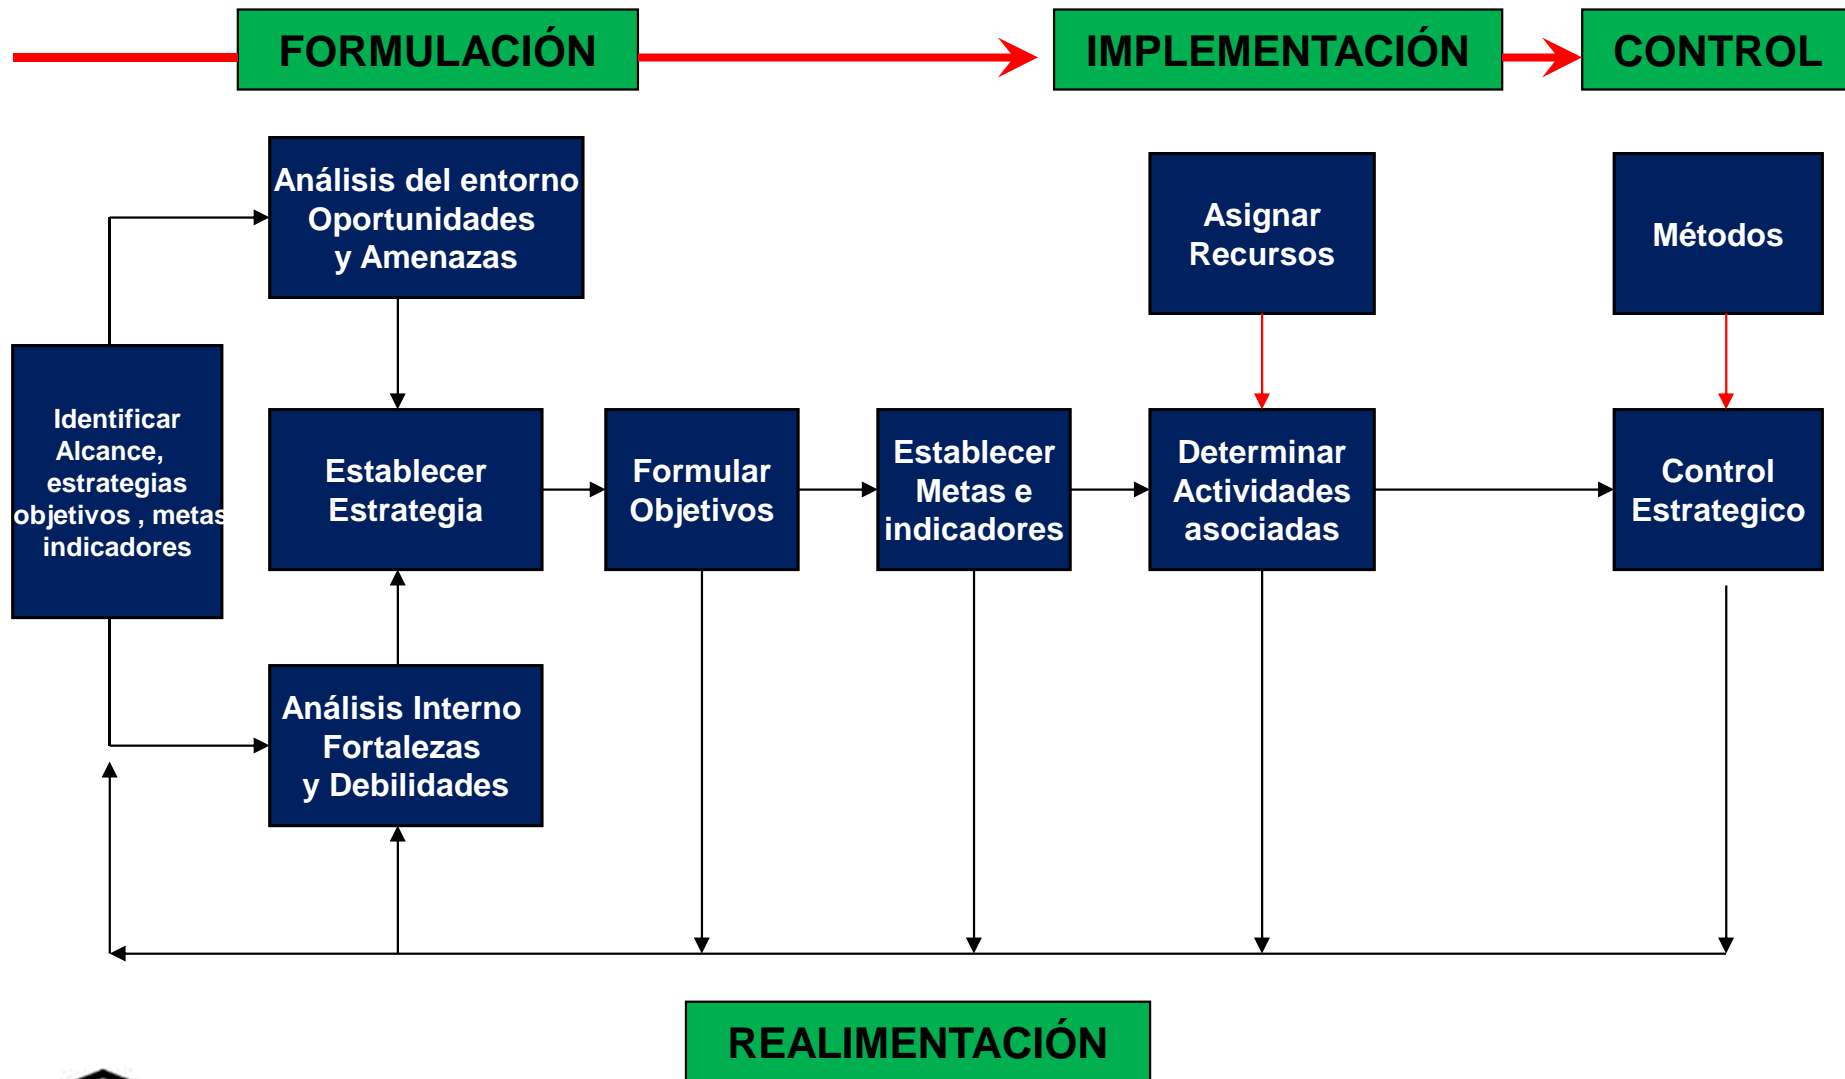 FORMULACIÓN
IMPLEMENTACIÓN
CONTROL
Análisis del entorno
Oportunidades
y Amenazas
Asignar
Recursos
Métodos
Identificar
Alcance,
estrategias
objetivos , metas
indicadores
Establecer
Estrategia
Formular
Objetivos
Establecer
Metas e
indicadores
Determinar
Actividades
asociadas
Control
Estrategico
Análisis Interno
Fortalezas
y Debilidades
REALIMENTACIÓN